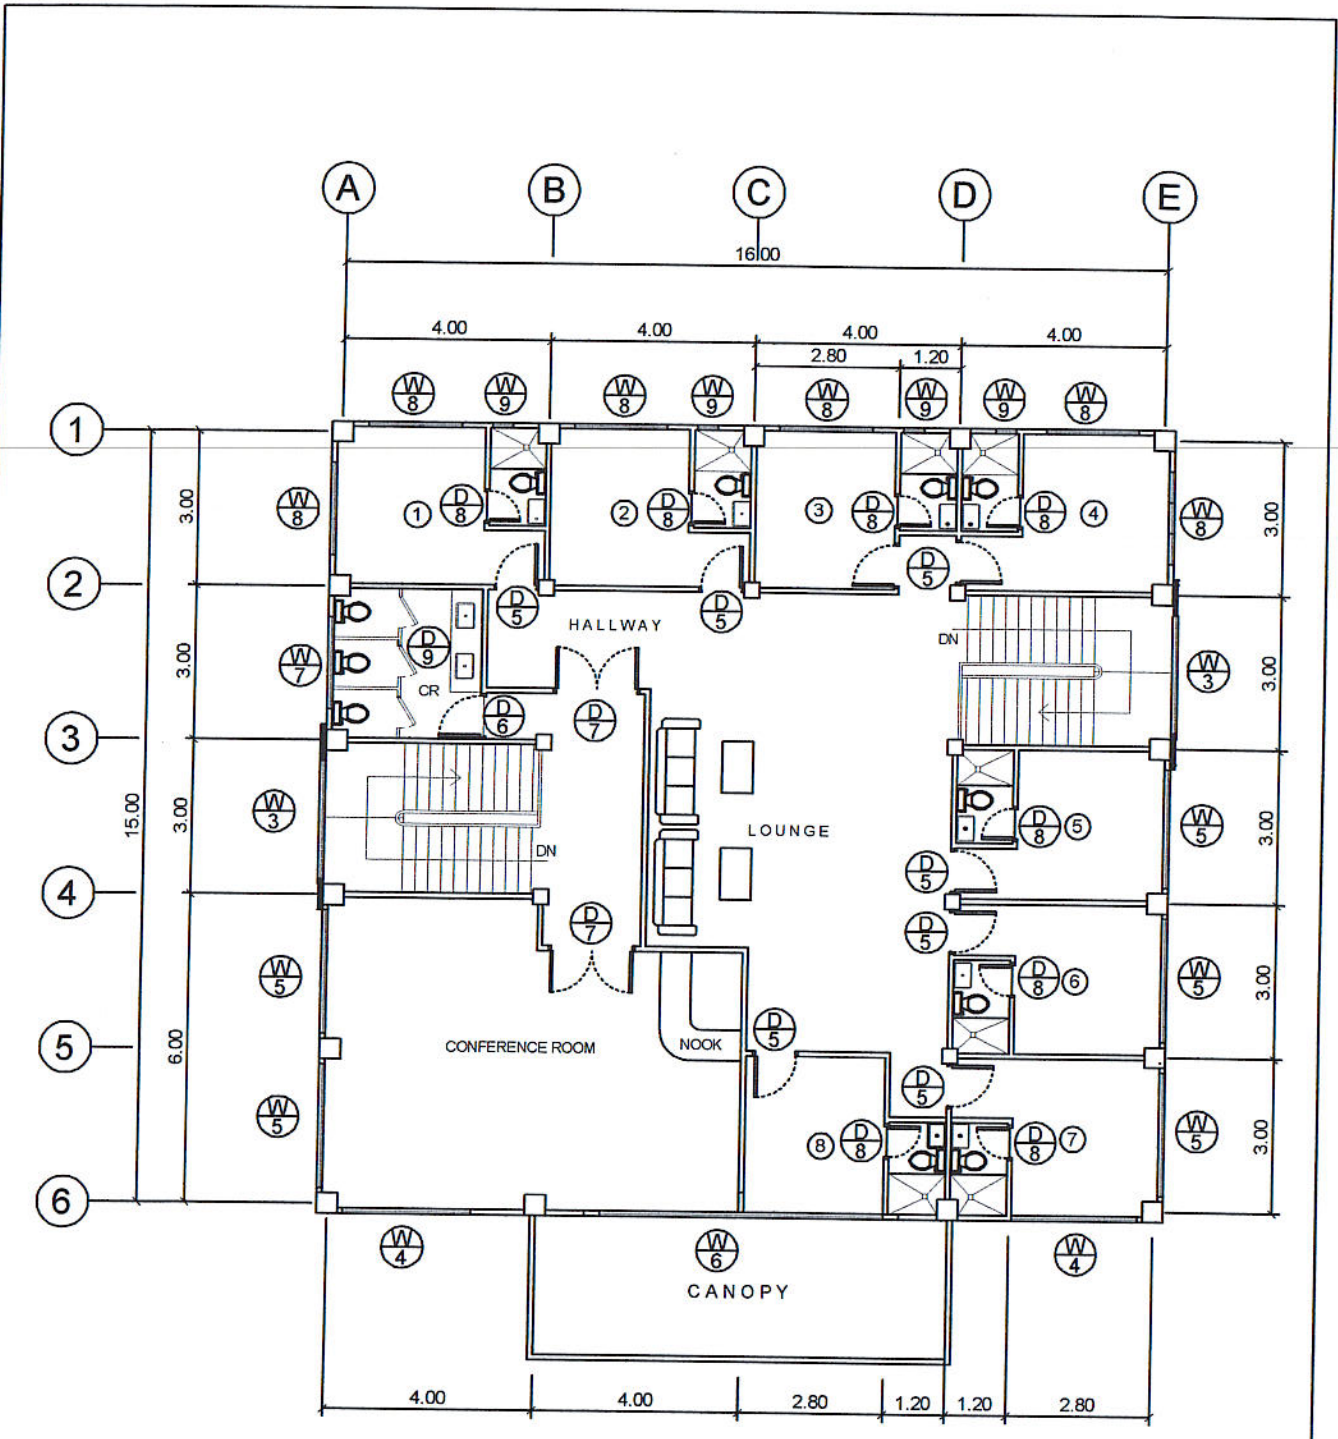 A B C D E
16.00
4.00 4.00 4.00 4.00
2.80 1.20
W 8 W 9 W 8 W 9 W 8 W 9 W 9 W 8
1
3.00 W 8 1 D 8 2 D 8 3 D 8 D 8 4 W 8 3.00
D 5
2
D 5 D 5
HALLWAY
DN
3.00 W 7 D 9 W 3 3.00
CR
D 6 D 7
3
15.00 3.00 W 3 LOUNGE D 8 5 W 5 3.00
DN
D 5
4
D 7 D 5
W 5 D 8 6 W 5 3.00
D 5
5 6.00 CONFERENCE ROOM NOOK
D 5
W 5 8 D 8 D 8 7 W 5 3.00
6
W 4 W 6 W 4
CANOPY
4.00 4.00 2.80 1.20 1.20 2.80